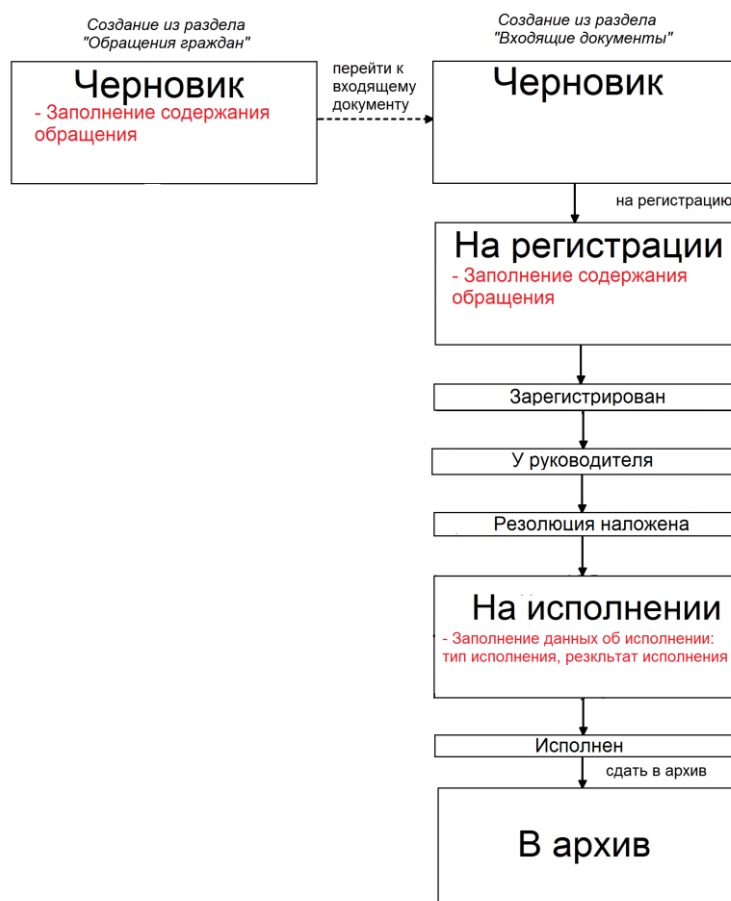 Создание из раздела
"Обращения граждан"
Создание из раздела
"Входящие документы"
Черновик
- Заполнение содержания
обращения
перейти к
входящему
документу
Черновик
на регистрацию
На регистрации
- Заполнение содержания
обращения
Зарегистрирован
У руководителя
Резолюция наложена
На исполнении
- Заполнение данных об исполнении:
тип исполнения, резкльтат исполнения
Исполнен
сдать в архив
В архив